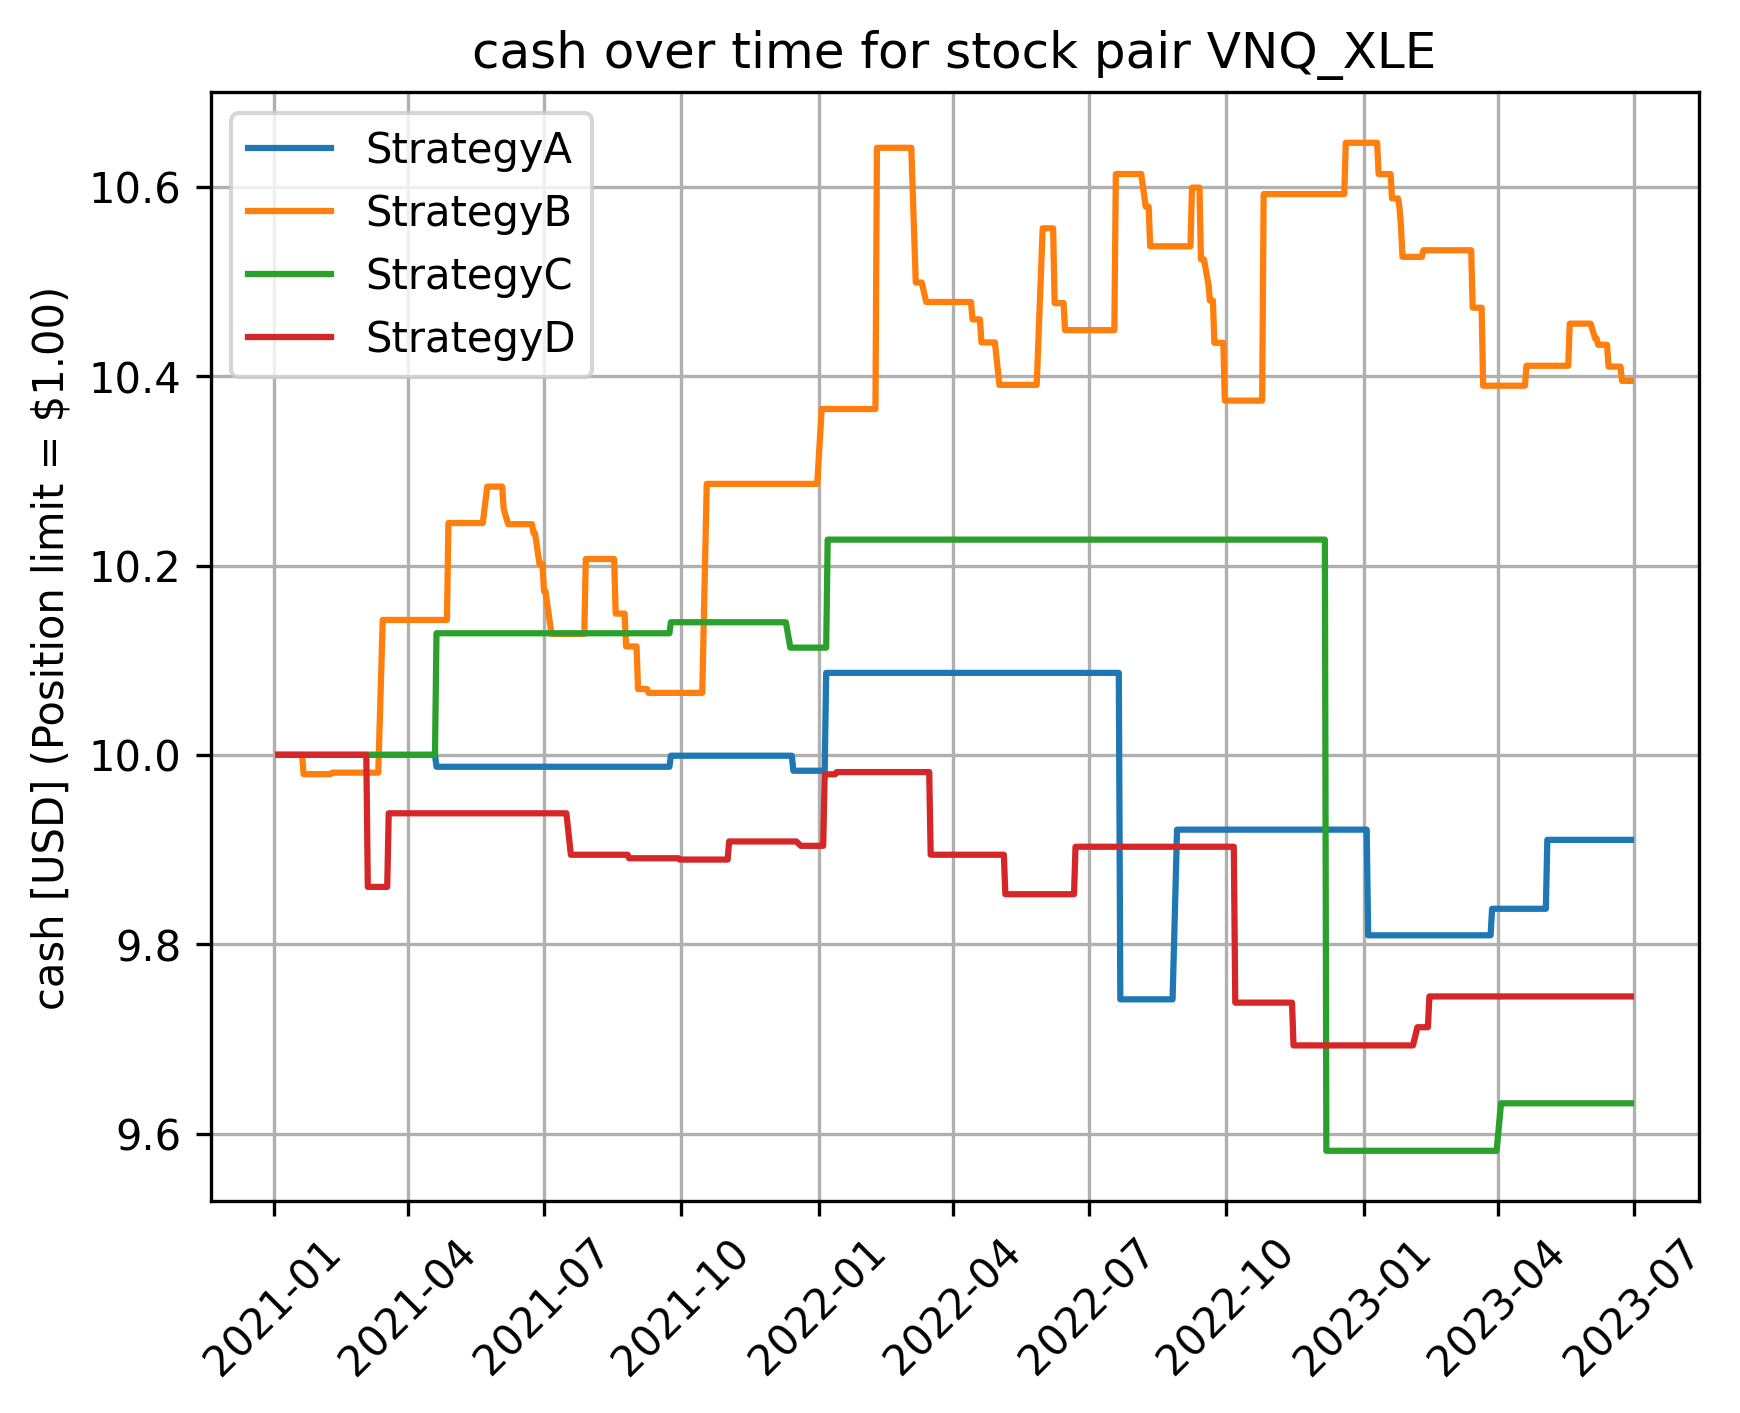 cash over time for stock pair VNQ_XLE
StrategyA
StrategyB
StrategyC
StrategyD
cash [USD] (Position limit = $1.00)
10.6
10.4
10.2
10.0
9.8
9.6
2021-01
2021-04
2021-07
2021-10
2022-01
2022-04
2022-07
2022-10
2023-01
2023-04
2023-07